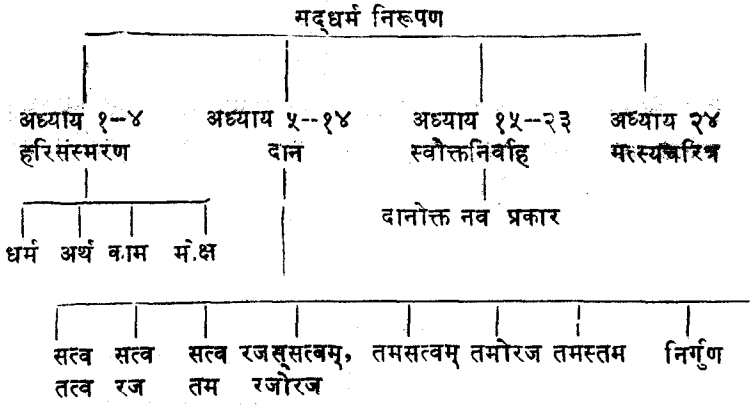 सद्धर्म निरूपण
अध्याय १--४ अध्याय ५--१४ अध्याय १५--२३ अध्याय २४
हरिसंस्मरण दान स्वोक्तनिर्वाह मत्स्यचरित्र
दानोक्त नव प्रकार
धर्म अर्थ काम मोक्ष
सत्व सत्व सत्व रजस्सत्वम्, तमसत्वम् तमोरज तमस्तम निर्गुण
तत्व रज तम रजोरज